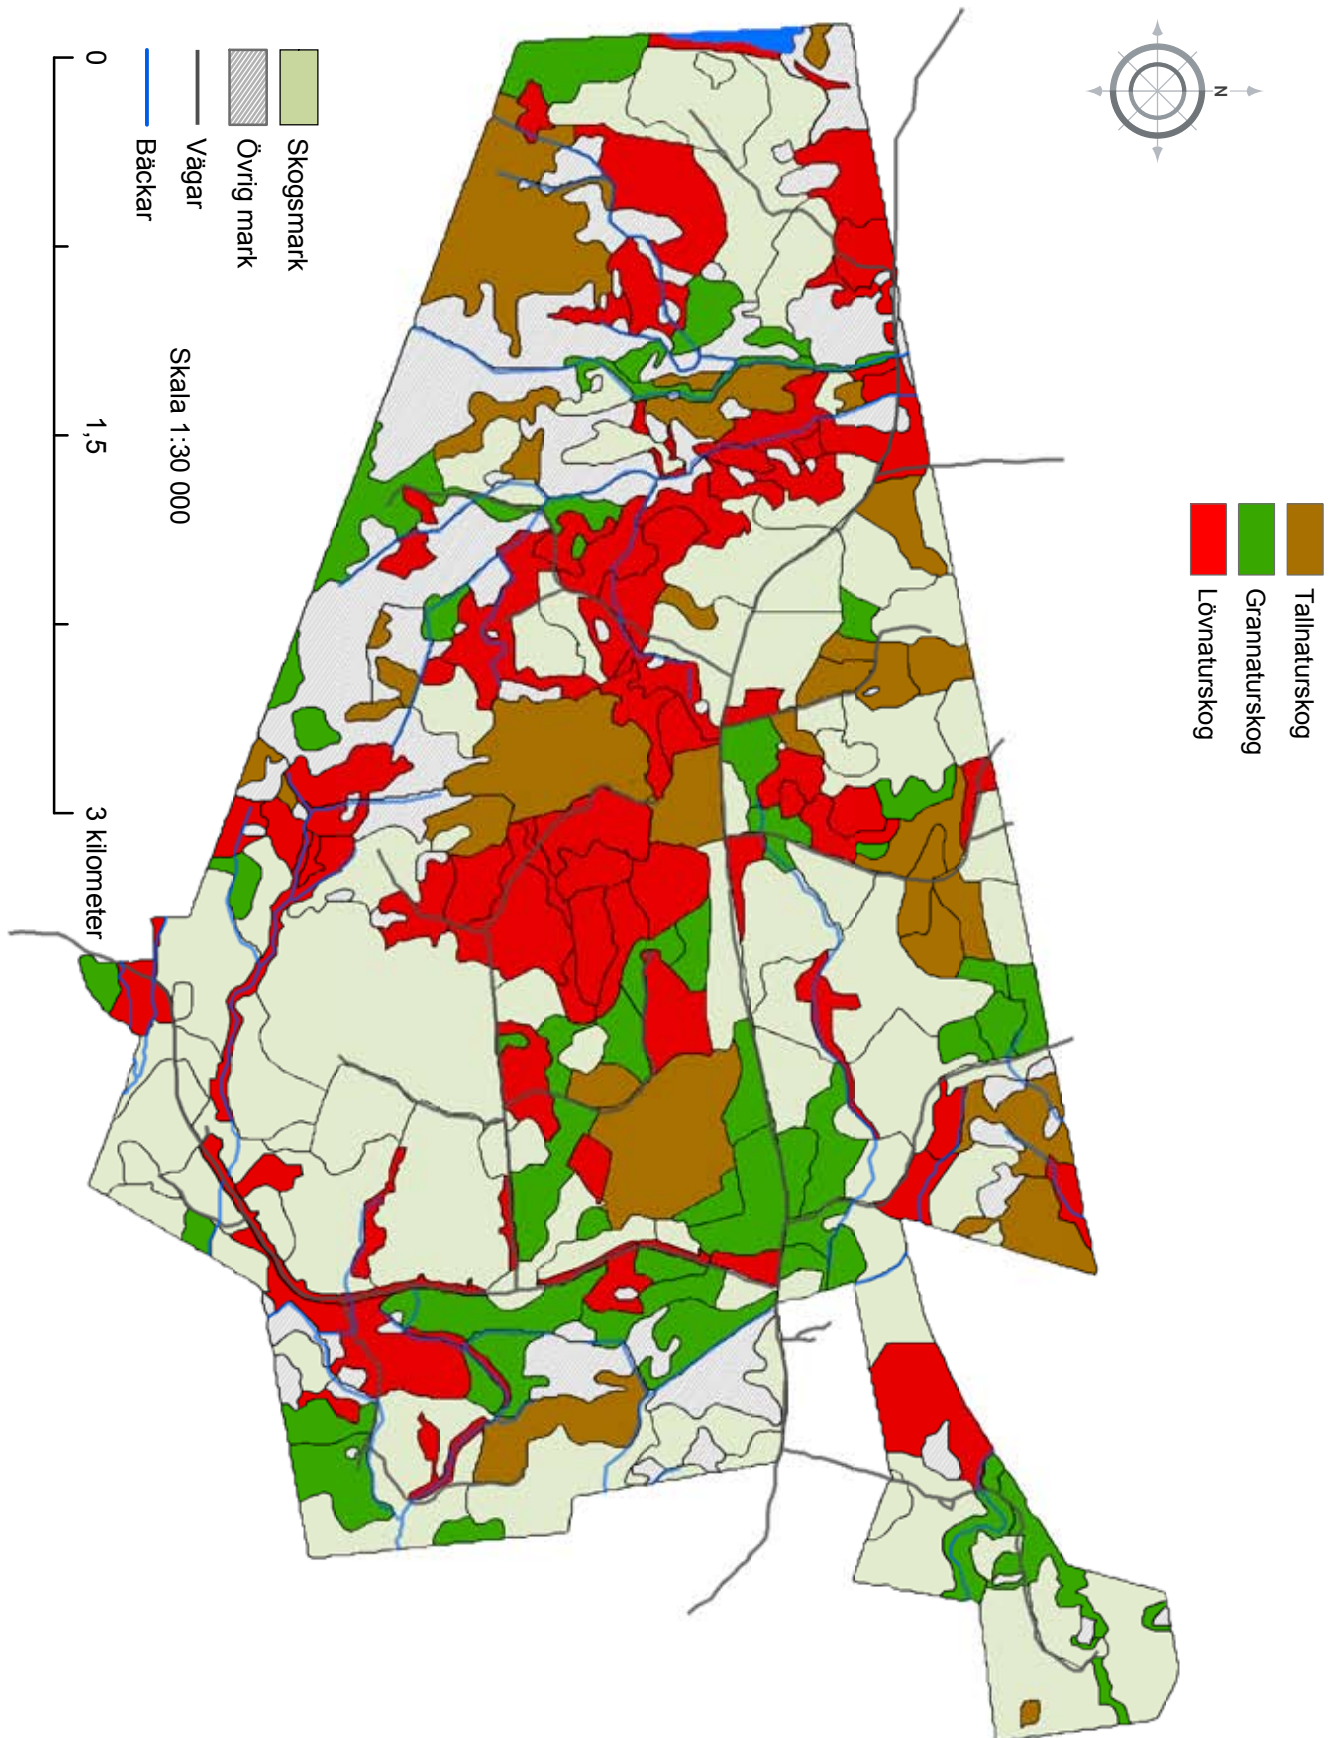 N
Tallnaturskog
Grannaturskog
Lövnaturskog
Skogsmark
Övrig mark
Vägar
Bäckar
Skala 1:30 000
0 1,5 3 kilometer